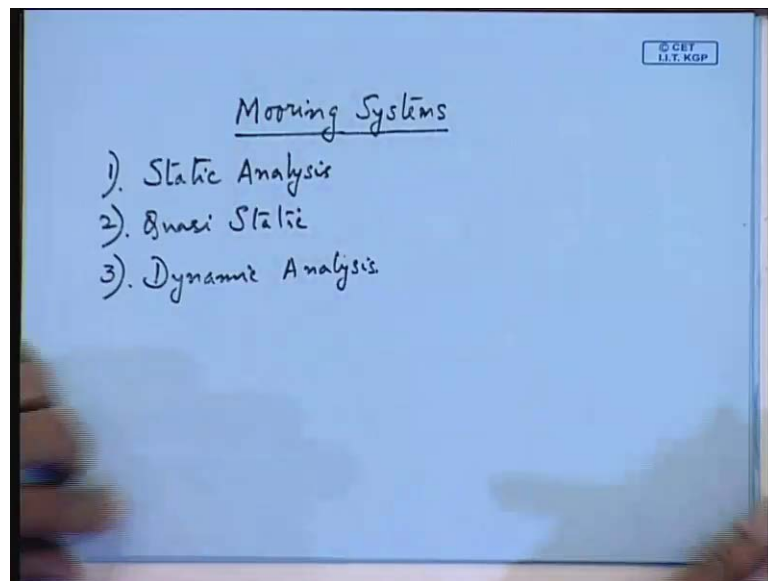 © CET
I.I.T. KGP
Mooring Systems
1). Static Analysis
2). Quasi Static
3). Dynamic Analysis.